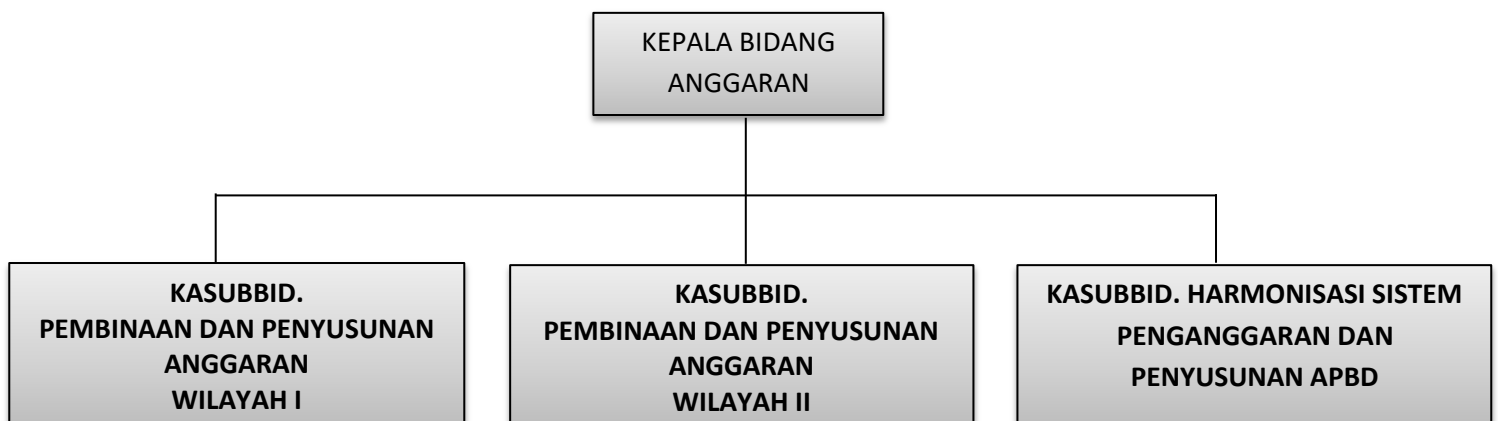 KEPALA BIDANG
ANGGARAN
KASUBBID.
PEMBINAAN DAN PENYUSUNAN
ANGGARAN
WILAYAH I
KASUBBID.
PEMBINAAN DAN PENYUSUNAN
ANGGARAN
WILAYAH II
KASUBBID. HARMONISASI SISTEM
PENGANGGARAN DAN
PENYUSUNAN APBD